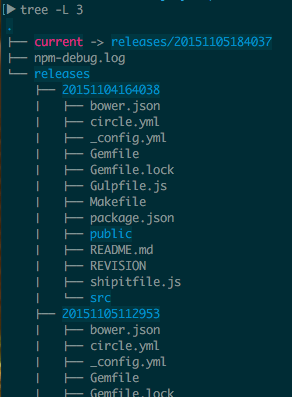 tree -L 3
.
├── current -> releases/20151105184037
├── npm-debug.log
└── releases
    ├── 20151104164038
    │   ├── bower.json
    │   ├── circle.yml
    │   ├── _config.yml
    │   ├── Gemfile
    │   ├── Gemfile.lock
    │   ├── Gulpfile.js
    │   ├── Makefile
    │   ├── package.json
    │   ├── public
    │   ├── README.md
    │   ├── REVISION
    │   ├── shipitfile.js
    │   └── src
    ├── 20151105112953
    │   ├── bower.json
    │   ├── circle.yml
    │   ├── _config.yml
    │   ├── Gemfile
    │   ├── Gemfile.lock